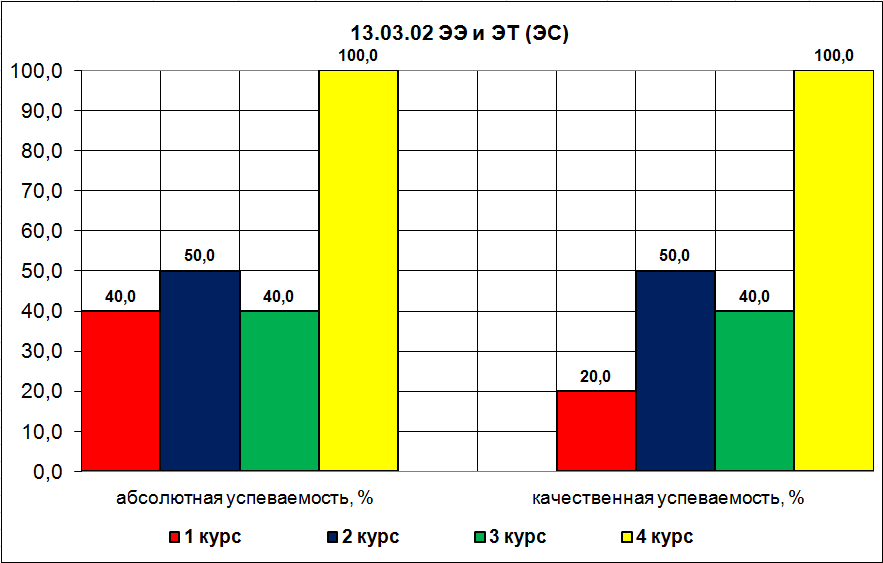 13.03.02 ЭЭ и ЭТ (ЭС)
100,0
90,0
80,0
70,0
60,0
50,0
40,0
30,0
20,0
10,0
0,0
40,0
50,0
40,0
100,0
20,0
50,0
40,0
100,0
абсолютная успеваемость, %
качественная успеваемость, %
1 курс
2 курс
3 курс
4 курс